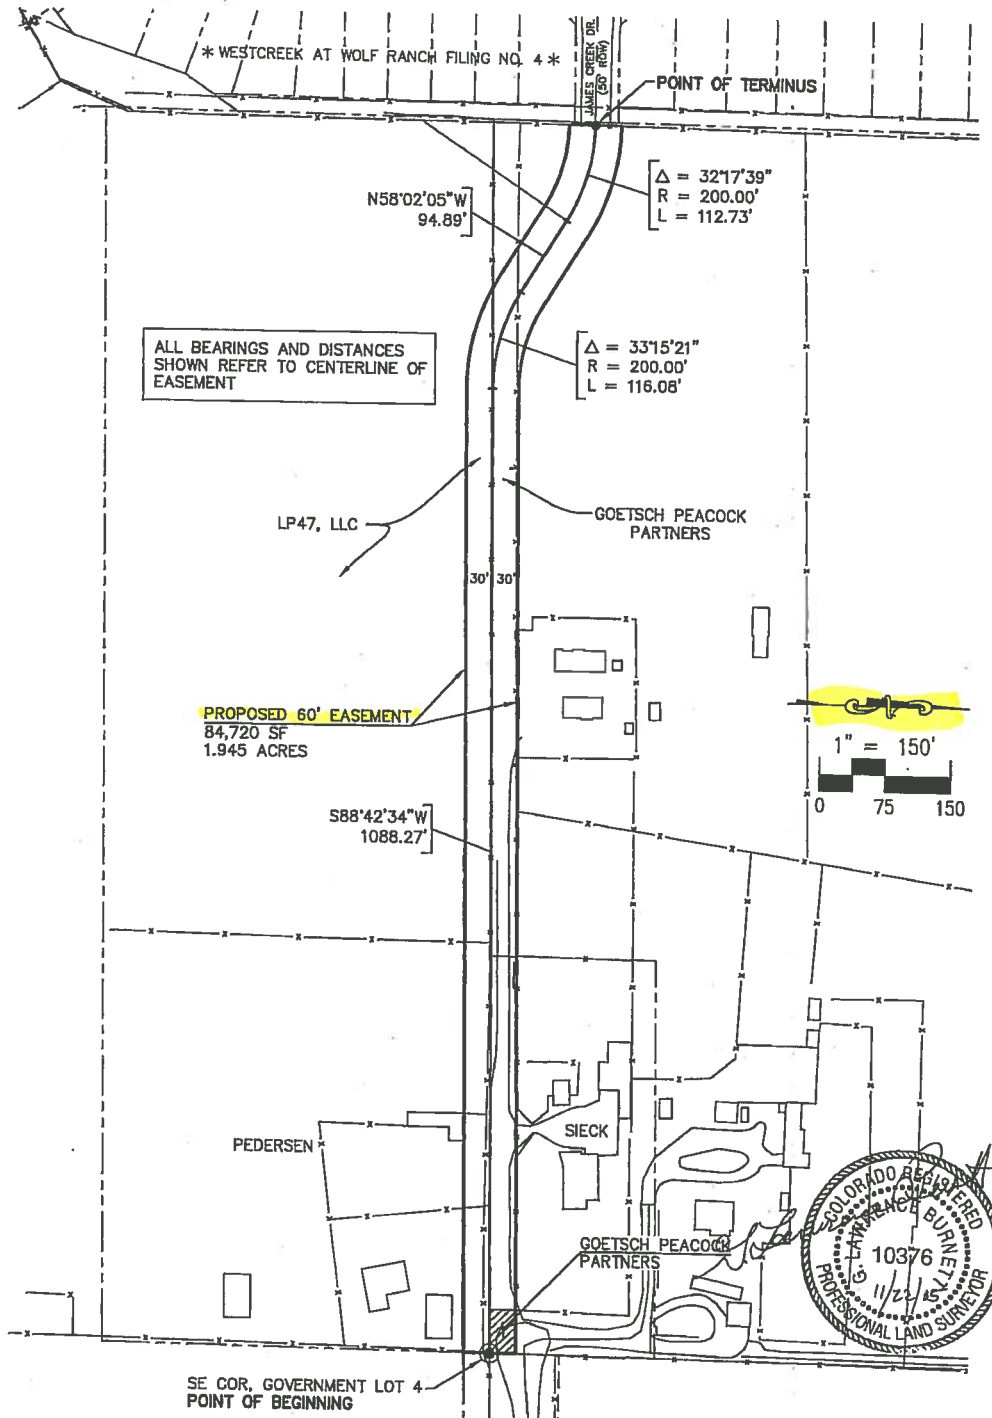 * WESTCREEK AT WOLF RANCH FILING NO. 4 *
JAMES CREEK DR.
(50' ROW)
POINT OF TERMINUS
N58°02'05"W
94.89'
Δ = 32°17'39"
R = 200.00'
L = 112.73'
ALL BEARINGS AND DISTANCES
SHOWN REFER TO CENTERLINE OF
EASEMENT
Δ = 33°15'21"
R = 200.00'
L = 116.08'
LP47, LLC
GOETSCH PEACOCK
PARTNERS
30' 30'
PROPOSED 60' EASEMENT
84,720 SF
1.945 ACRES
1" = 150'
0 75 150
S88°42'34"W
1088.27'
PEDERSEN
SIECK
GOETSCH PEACOCK
PARTNERS
COLORADO REGISTERED
G. LAWRENCE BURNETT
10376
PROFESSIONAL LAND SURVEYOR
SE COR, GOVERNMENT LOT 4
POINT OF BEGINNING